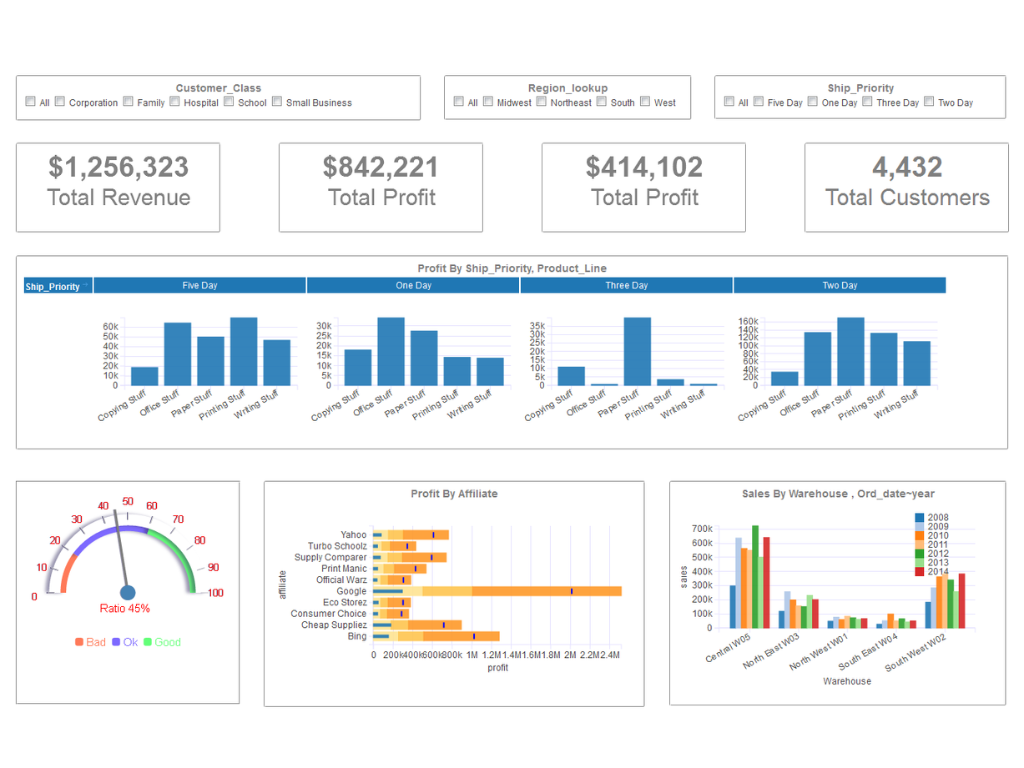 Customer_Class
All Corporation Family Hospital School Small Business
Region_lookup
All Midwest Northeast South West
Ship_Priority
All Five Day One Day Three Day Two Day
$1,256,323
Total Revenue
$842,221
Total Profit
$414,102
Total Profit
4,432
Total Customers
Profit By Ship_Priority, Product_Line
Ship_Priority Five Day One Day Three Day Two Day
60k
50k
40k
30k
20k
10k
0
Copying Stuff Office Stuff Paper Stuff Printing Stuff Writing Stuff
30k
25k
20k
15k
10k
5k
0
Copying Stuff Office Stuff Paper Stuff Printing Stuff Writing Stuff
35k
30k
25k
20k
15k
10k
5k
0
Copying Stuff Office Stuff Paper Stuff Printing Stuff Writing Stuff
160k
140k
120k
100k
80k
60k
40k
20k
0
Copying Stuff Office Stuff Paper Stuff Printing Stuff Writing Stuff
0 10 20 30 40 50 60 70 80 90 100
Ratio 45%
Bad Ok Good
Profit By Affiliate
affiliate
Yahoo
Turbo Schoolz
Supply Comparer
Print Manic
Official Warz
Google
Eco Storez
Consumer Choice
Cheap Suppliez
Bing
0 200k 400k 600k 800k 1M 1.2M 1.4M 1.6M 1.8M 2M 2.2M 2.4M
profit
Sales By Warehouse , Ord_date~year
sales
700k
600k
500k
400k
300k
200k
100k
0
2008
2009
2010
2011
2012
2013
2014
Central W05 North East W03 North West W01 South East W04 South West W02
Warehouse